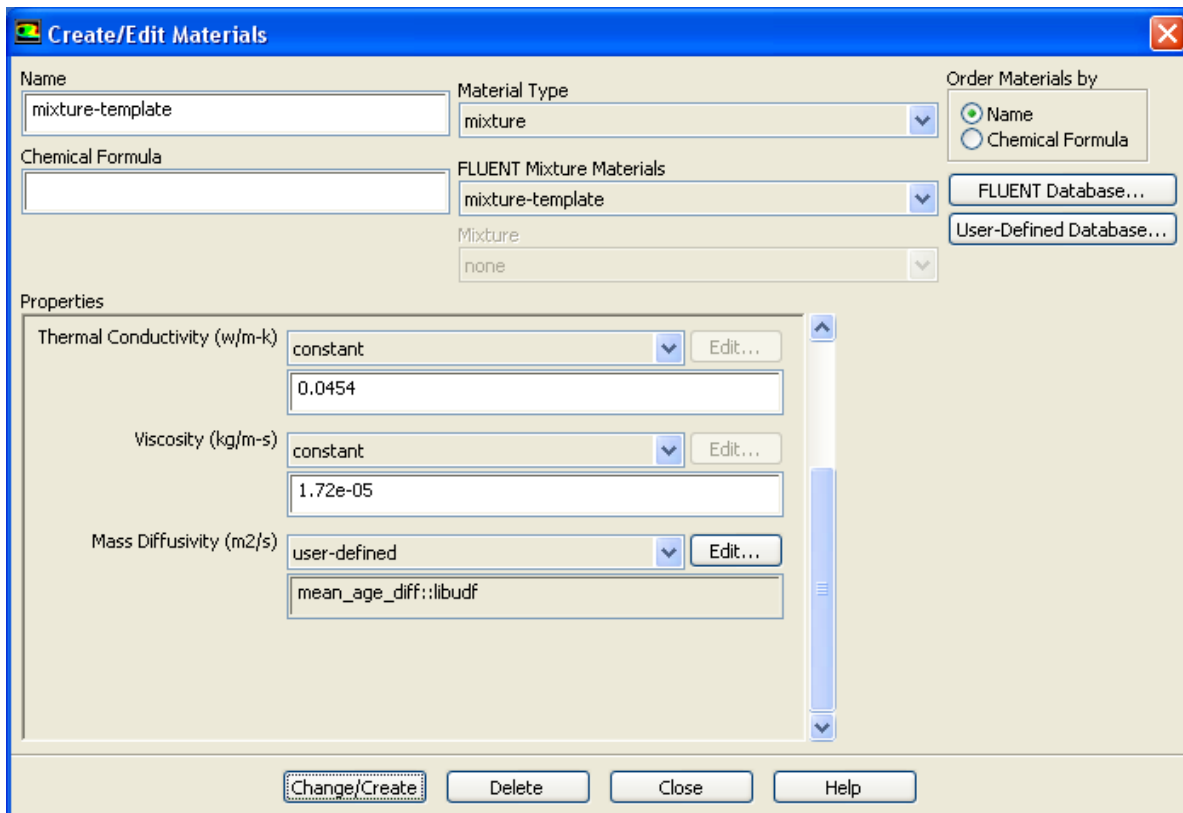 Create/Edit Materials
Name
mixture-template
Chemical Formula
Material Type
mixture
FLUENT Mixture Materials
mixture-template
Mixture
none
Order Materials by
Name
Chemical Formula
FLUENT Database...
User-Defined Database...
Properties
Thermal Conductivity (w/m-k)
constant
Edit...
0.0454
Viscosity (kg/m-s)
constant
Edit...
1.72e-05
Mass Diffusivity (m2/s)
user-defined
Edit...
mean_age_diff::libudf
Change/Create
Delete
Close
Help